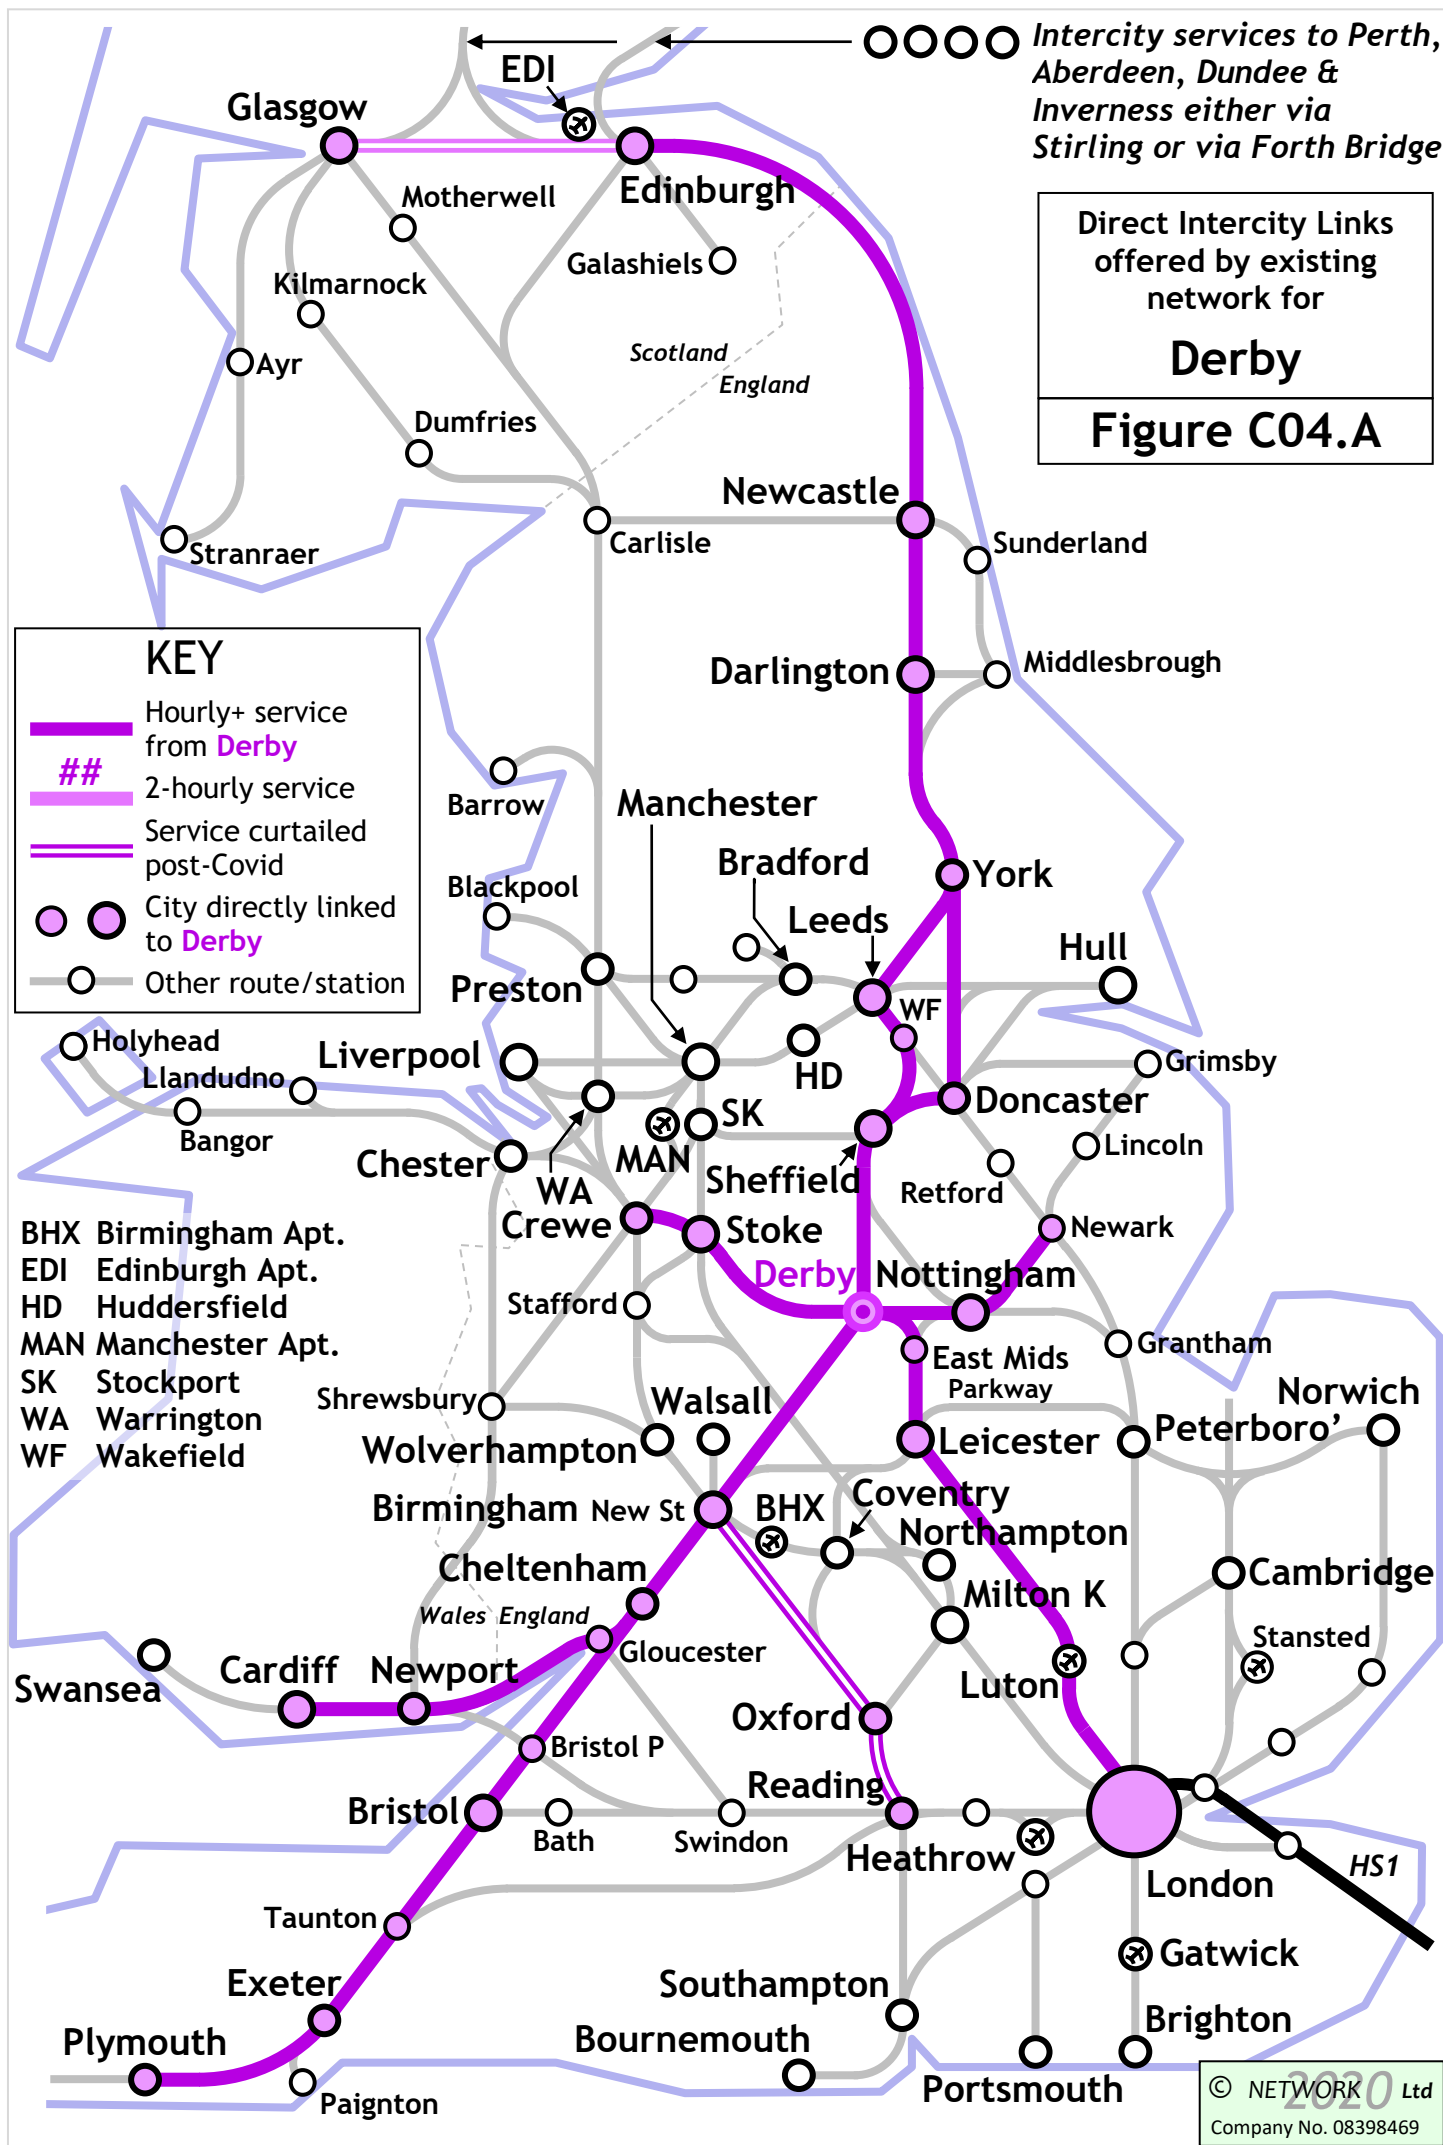 Intercity services to Perth,
Aberdeen, Dundee &
Inverness either via
Stirling or via Forth Bridge
EDI
Glasgow
Edinburgh
Motherwell
Galashiels
Kilmarnock
Direct Intercity Links
offered by existing
network for
Derby
Figure C04.A
Scotland
England
Ayr
Dumfries
Newcastle
Carlisle
Sunderland
Stranraer
Darlington
Middlesbrough
KEY
Hourly+ service
from Derby
##
2-hourly service
Service curtailed
post-Covid
City directly linked
to Derby
Other route/station
Barrow
Manchester
Bradford
York
Blackpool
Leeds
Hull
Preston
WF
Holyhead
Liverpool
Llandudno
HD
Grimsby
Bangor
SK
Doncaster
MAN
Lincoln
Chester
WA
Sheffield
Retford
Crewe
Stoke
Newark
BHX Birmingham Apt.
EDI Edinburgh Apt.
HD Huddersfield
MAN Manchester Apt.
SK Stockport
WA Warrington
WF Wakefield
Derby
Nottingham
Stafford
Grantham
East Mids
Parkway
Shrewsbury
Walsall
Norwich
Wolverhampton
Leicester
Peterboro’
Birmingham New St
BHX
Coventry
Northampton
Cheltenham
Cambridge
Milton K
Wales England
Gloucester
Stansted
Swansea
Cardiff
Newport
Luton
Oxford
Bristol P
Reading
Bristol
Bath
Swindon
Heathrow
HS1
London
Taunton
Gatwick
Exeter
Southampton
Brighton
Plymouth
Bournemouth
Portsmouth
Paignton
© NETWORK 2020 Ltd
Company No. 08398469